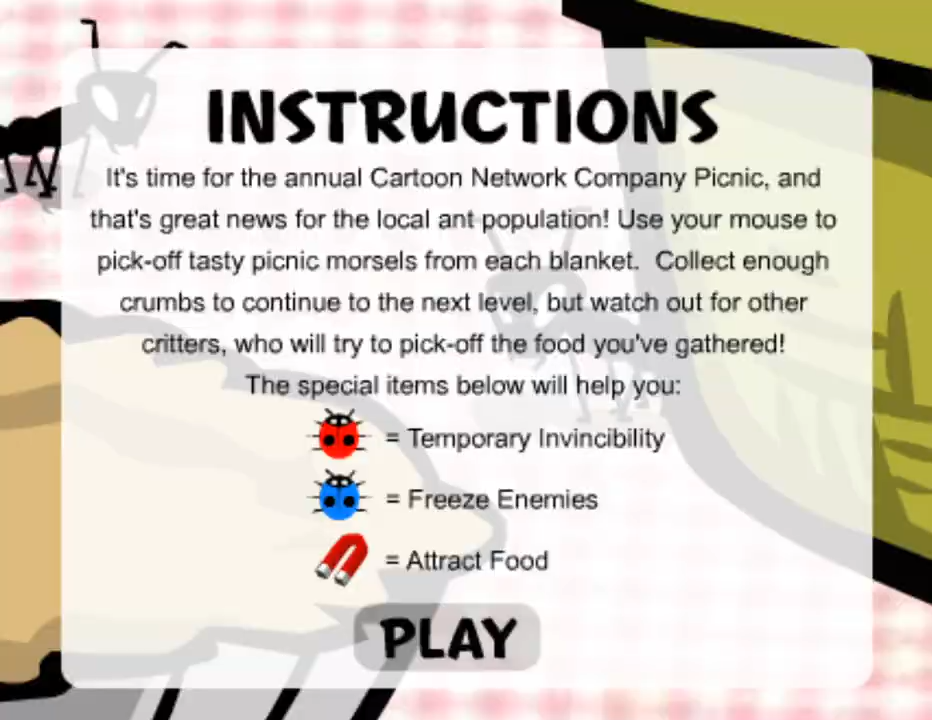 INSTRUCTIONS
It's time for the annual Cartoon Network Company Picnic, and
that's great news for the local ant population! Use your mouse to
pick-off tasty picnic morsels from each blanket.  Collect enough
crumbs to continue to the next level, but watch out for other
critters, who will try to pick-off the food you've gathered!
The special items below will help you:
= Temporary Invincibility
= Freeze Enemies
= Attract Food
PLAY